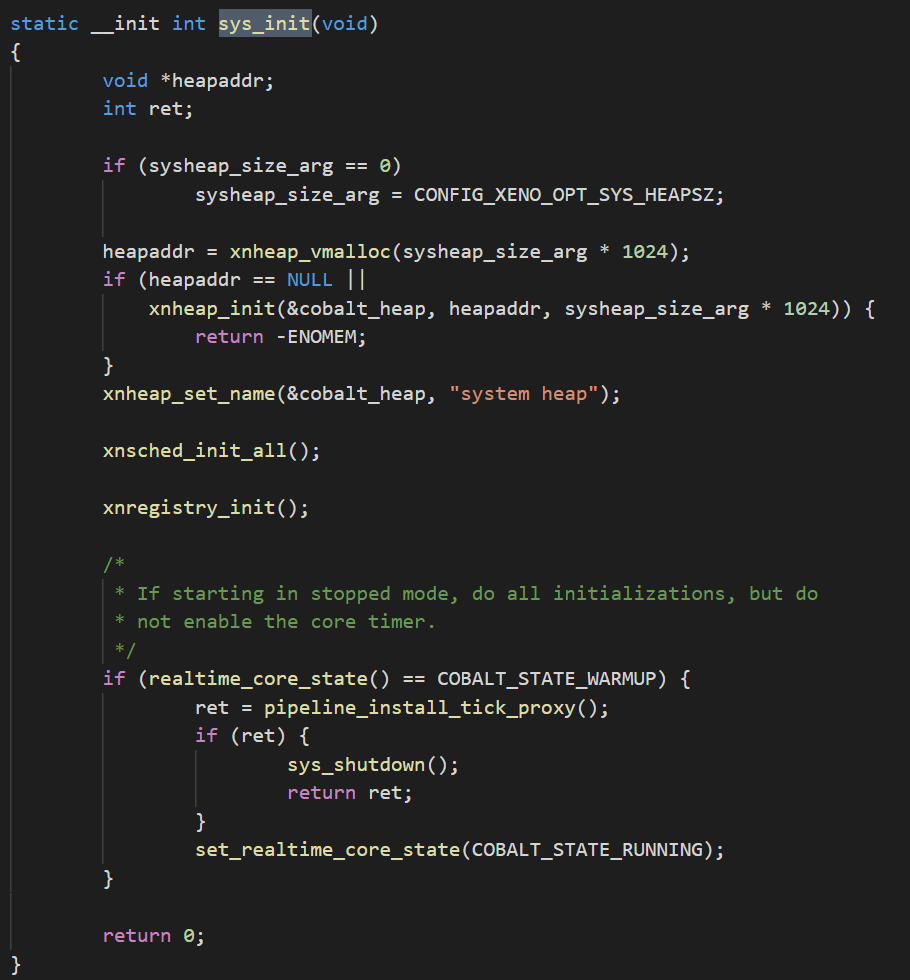 static __init int sys_init(void)
{
        void *heapaddr;
        int ret;

        if (sysheap_size_arg == 0)
                sysheap_size_arg = CONFIG_XENO_OPT_SYS_HEAPSZ;

        heapaddr = xnheap_vmalloc(sysheap_size_arg * 1024);
        if (heapaddr == NULL ||
            xnheap_init(&cobalt_heap, heapaddr, sysheap_size_arg * 1024)) {
                return -ENOMEM;
        }
        xnheap_set_name(&cobalt_heap, "system heap");

        xnsched_init_all();

        xnregistry_init();

        /*
         * If starting in stopped mode, do all initializations, but do
         * not enable the core timer.
         */
        if (realtime_core_state() == COBALT_STATE_WARMUP) {
                ret = pipeline_install_tick_proxy();
                if (ret) {
                        sys_shutdown();
                        return ret;
                }
                set_realtime_core_state(COBALT_STATE_RUNNING);
        }

        return 0;
}